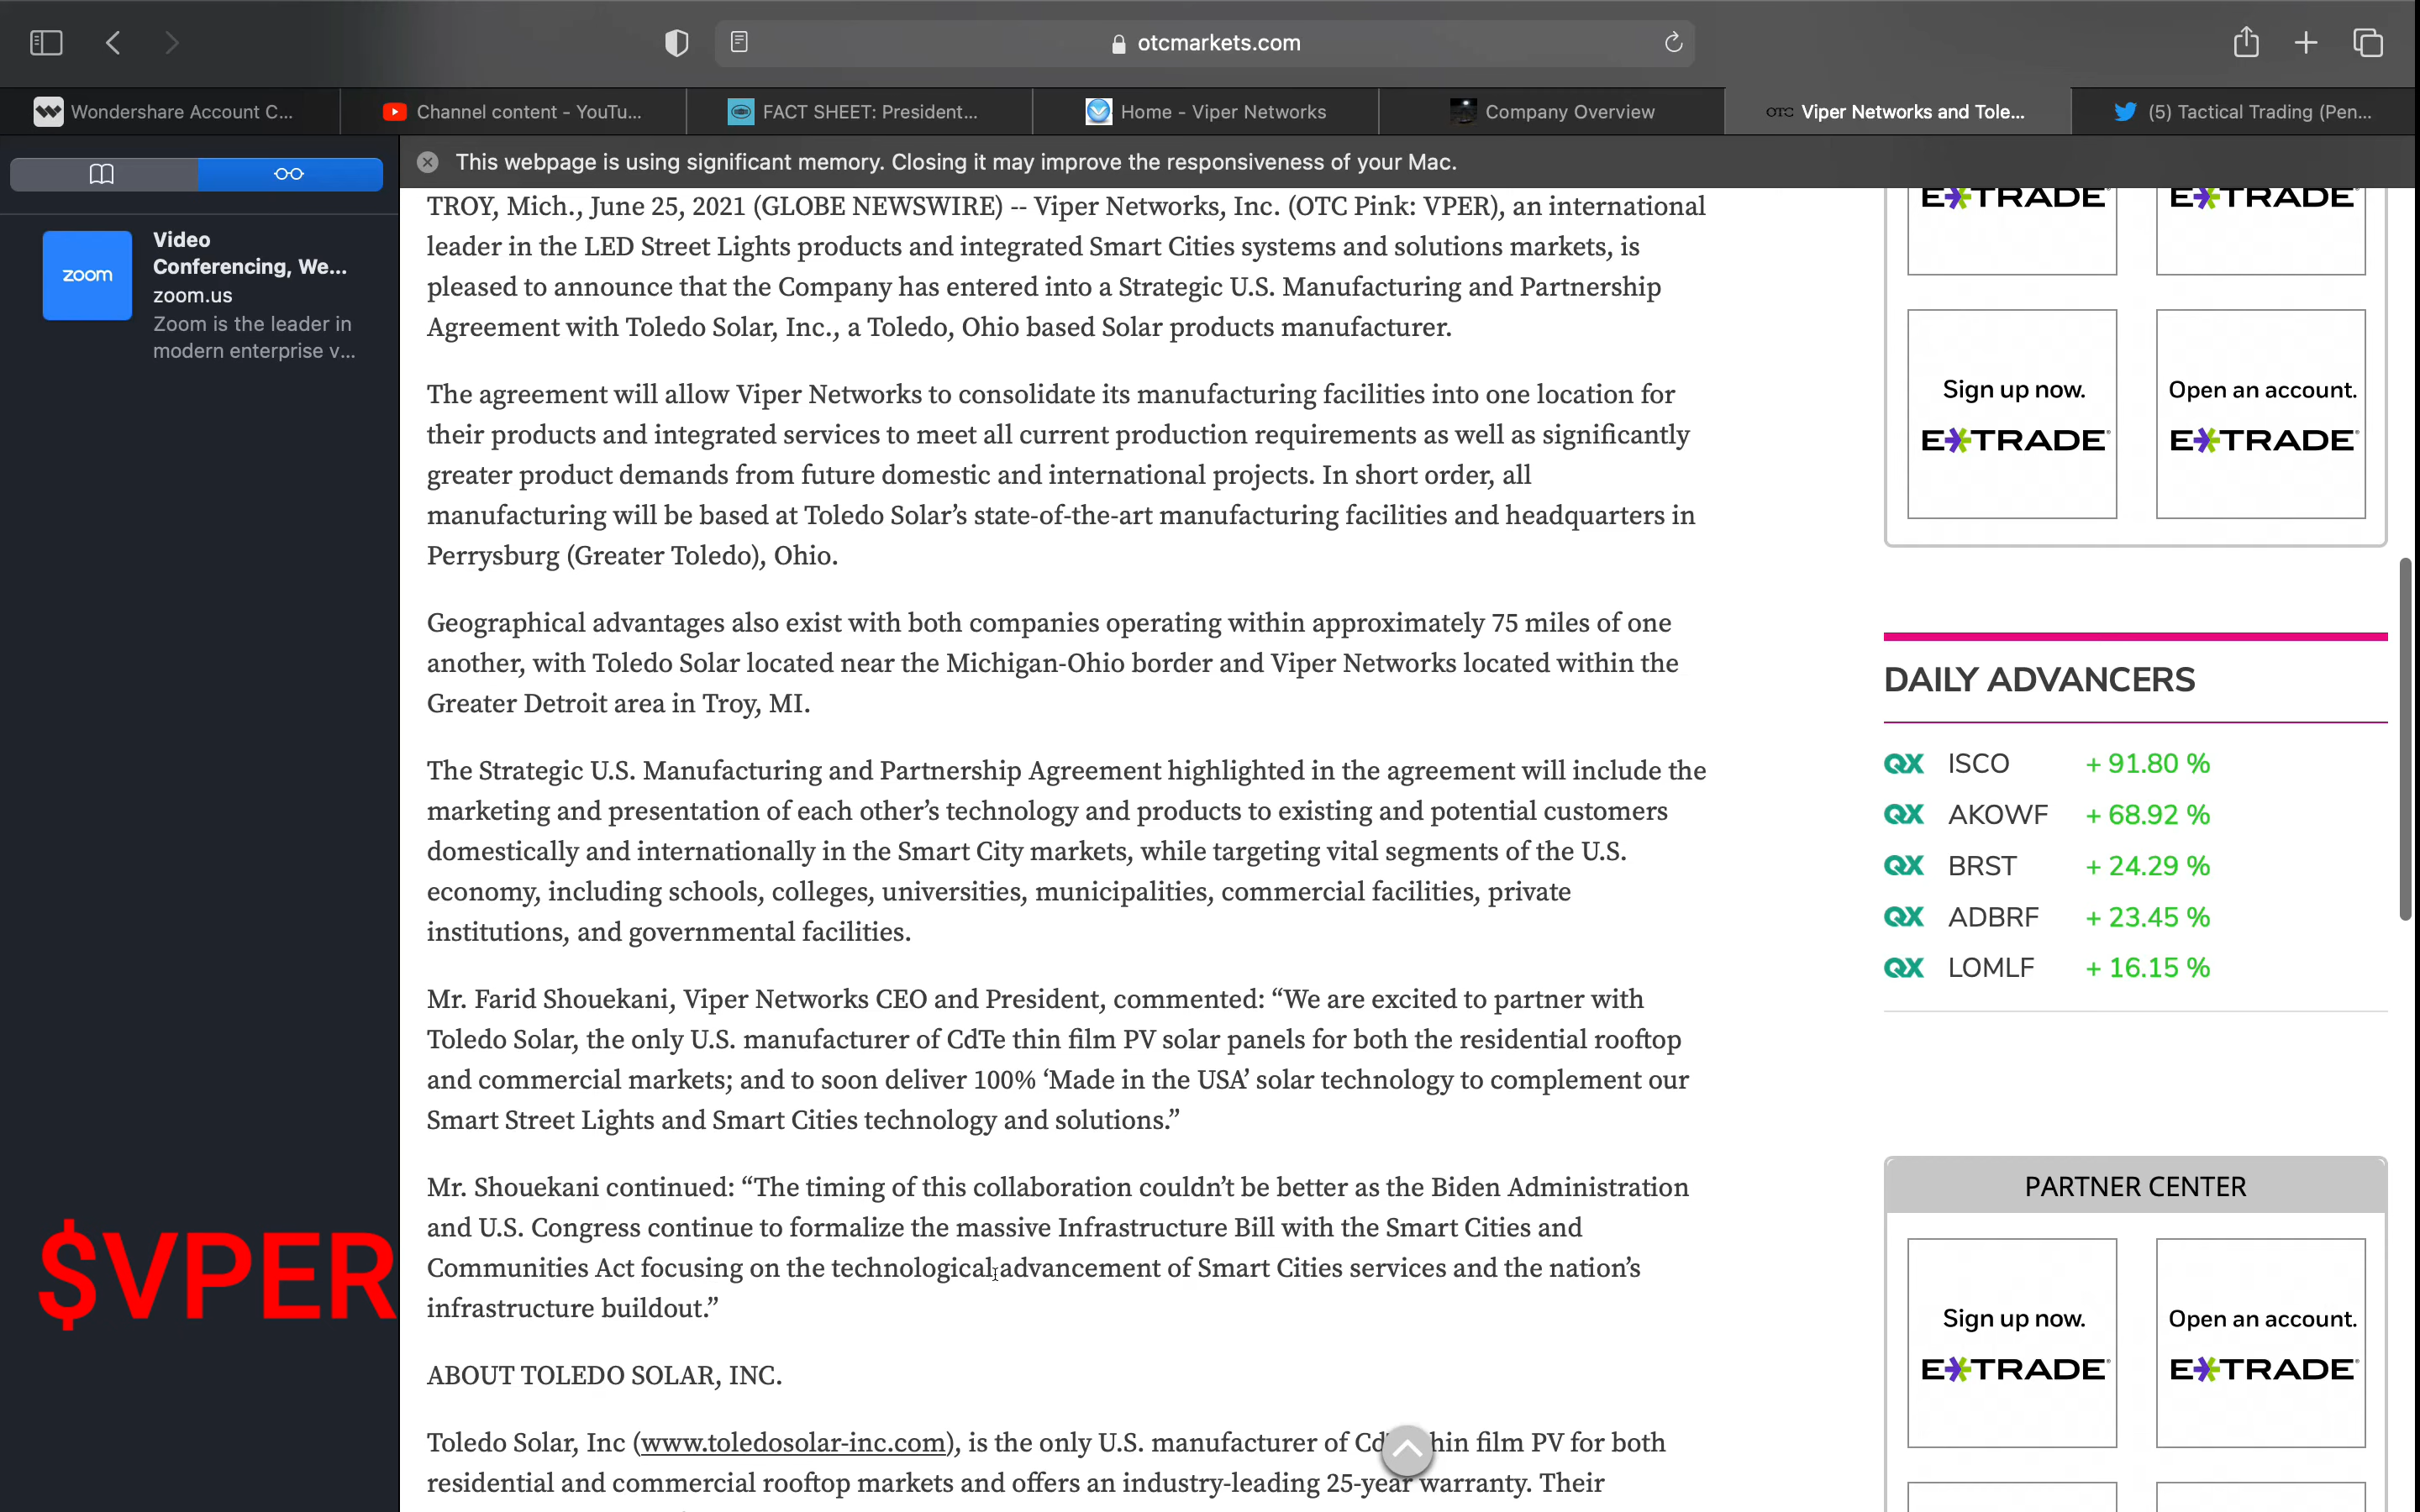 otcmarkets.com
Wondershare Account C...
Channel content - YouTu...
FACT SHEET: President...
Home - Viper Networks
Company Overview
OTC Viper Networks and Tole...
(5) Tactical Trading (Pen...
This webpage is using significant memory. Closing it may improve the responsiveness of your Mac.
zoom
Video
Conferencing, We...
zoom.us
Zoom is the leader in
modern enterprise v...
$VPER
TROY, Mich., June 25, 2021 (GLOBE NEWSWIRE) -- Viper Networks, Inc. (OTC Pink: VPER), an international
leader in the LED Street Lights products and integrated Smart Cities systems and solutions markets, is
pleased to announce that the Company has entered into a Strategic U.S. Manufacturing and Partnership
Agreement with Toledo Solar, Inc., a Toledo, Ohio based Solar products manufacturer.
The agreement will allow Viper Networks to consolidate its manufacturing facilities into one location for
their products and integrated services to meet all current production requirements as well as significantly
greater product demands from future domestic and international projects. In short order, all
manufacturing will be based at Toledo Solar’s state-of-the-art manufacturing facilities and headquarters in
Perrysburg (Greater Toledo), Ohio.
Geographical advantages also exist with both companies operating within approximately 75 miles of one
another, with Toledo Solar located near the Michigan-Ohio border and Viper Networks located within the
Greater Detroit area in Troy, MI.
The Strategic U.S. Manufacturing and Partnership Agreement highlighted in the agreement will include the
marketing and presentation of each other’s technology and products to existing and potential customers
domestically and internationally in the Smart City markets, while targeting vital segments of the U.S.
economy, including schools, colleges, universities, municipalities, commercial facilities, private
institutions, and governmental facilities.
Mr. Farid Shouekani, Viper Networks CEO and President, commented: “We are excited to partner with
Toledo Solar, the only U.S. manufacturer of CdTe thin film PV solar panels for both the residential rooftop
and commercial markets; and to soon deliver 100% ‘Made in the USA’ solar technology to complement our
Smart Street Lights and Smart Cities technology and solutions.”
Mr. Shouekani continued: “The timing of this collaboration couldn’t be better as the Biden Administration
and U.S. Congress continue to formalize the massive Infrastructure Bill with the Smart Cities and
Communities Act focusing on the technological advancement of Smart Cities services and the nation’s
infrastructure buildout.”
ABOUT TOLEDO SOLAR, INC.
Toledo Solar, Inc (www.toledosolar-inc.com), is the only U.S. manufacturer of film PV for both
residential and commercial rooftop markets and offers an industry-leading 25-year warranty. Their
E*TRADE
E*TRADE
Sign up now.
E*TRADE
Open an account.
E*TRADE
DAILY ADVANCERS
QX ISCO + 91.80 %
QX AKOWF + 68.92 %
QX BRST + 24.29 %
QX ADBRF + 23.45 %
QX LOMLF + 16.15 %
PARTNER CENTER
Sign up now.
E*TRADE
Open an account.
E*TRADE